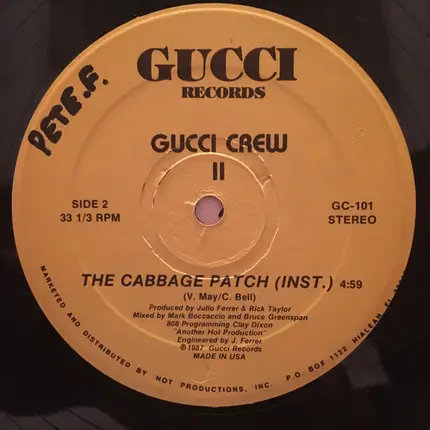 GUCCI
RECORDS
PETE.F.
GUCCI CREW
II
SIDE 2
33 1/3 RPM
GC-101
STEREO
THE CABBAGE PATCH (INST.) 4:59
(V. May/C. Bell)
Produced by Julio Ferrer & Rick Taylor
Mixed by Mark Boccaccio and Bruce Greenspan
808 Programming Clay Dixon
"Another Hot Production"
Engineered by J. Ferrer
©1987 Gucci Records
MADE IN USA
MARKETED AND DISTRIBUTED BY HOT PRODUCTIONS, INC. P.O. BOX 1122 HIALEAH,